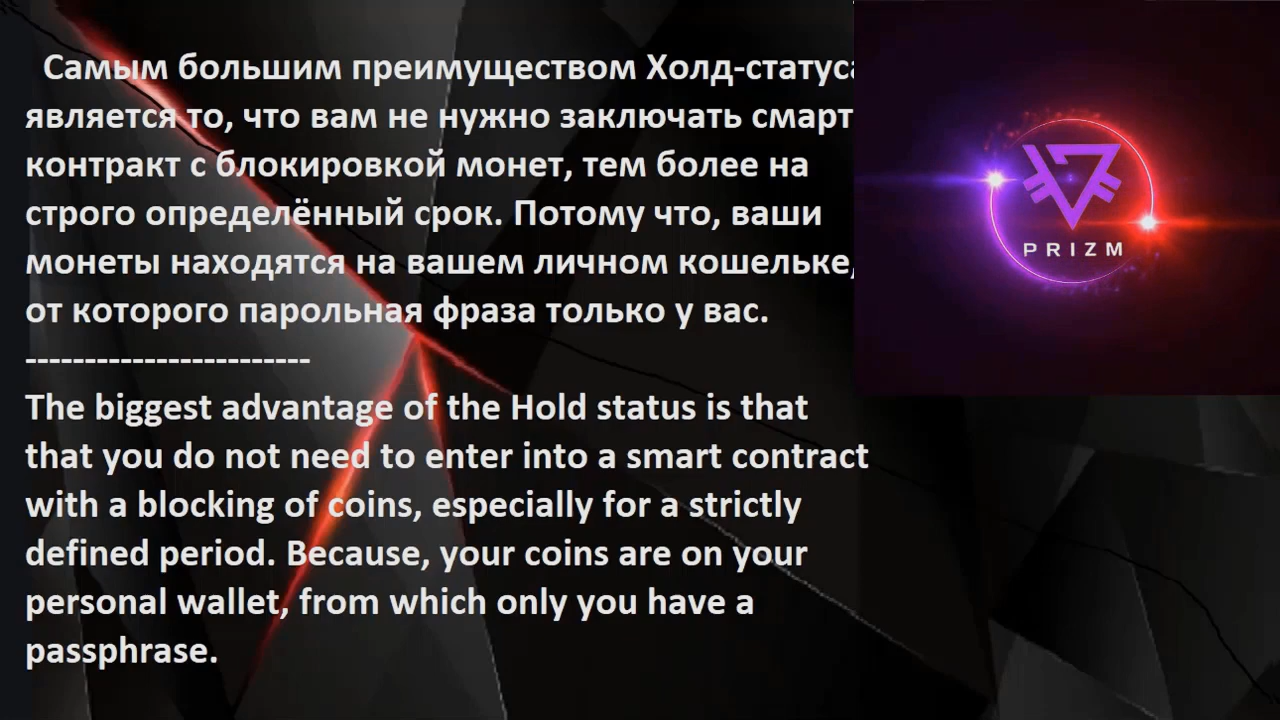 Самым большим преимуществом Холд-статуса
является то, что вам не нужно заключать смарт
контракт с блокировкой монет, тем более на
строго определённый срок. Потому что, ваши
монеты находятся на вашем личном кошельке,
от которого парольная фраза только у вас.
------------------------
The biggest advantage of the Hold status is that
that you do not need to enter into a smart contract
with a blocking of coins, especially for a strictly
defined period. Because, your coins are on your
personal wallet, from which only you have a
passphrase.
PRIZM